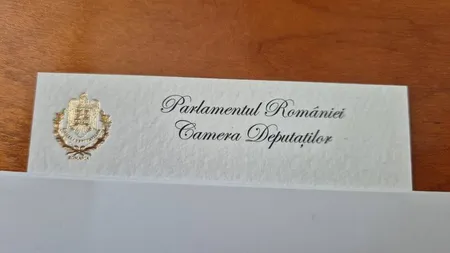 Parlamentul României
Camera Deputaților